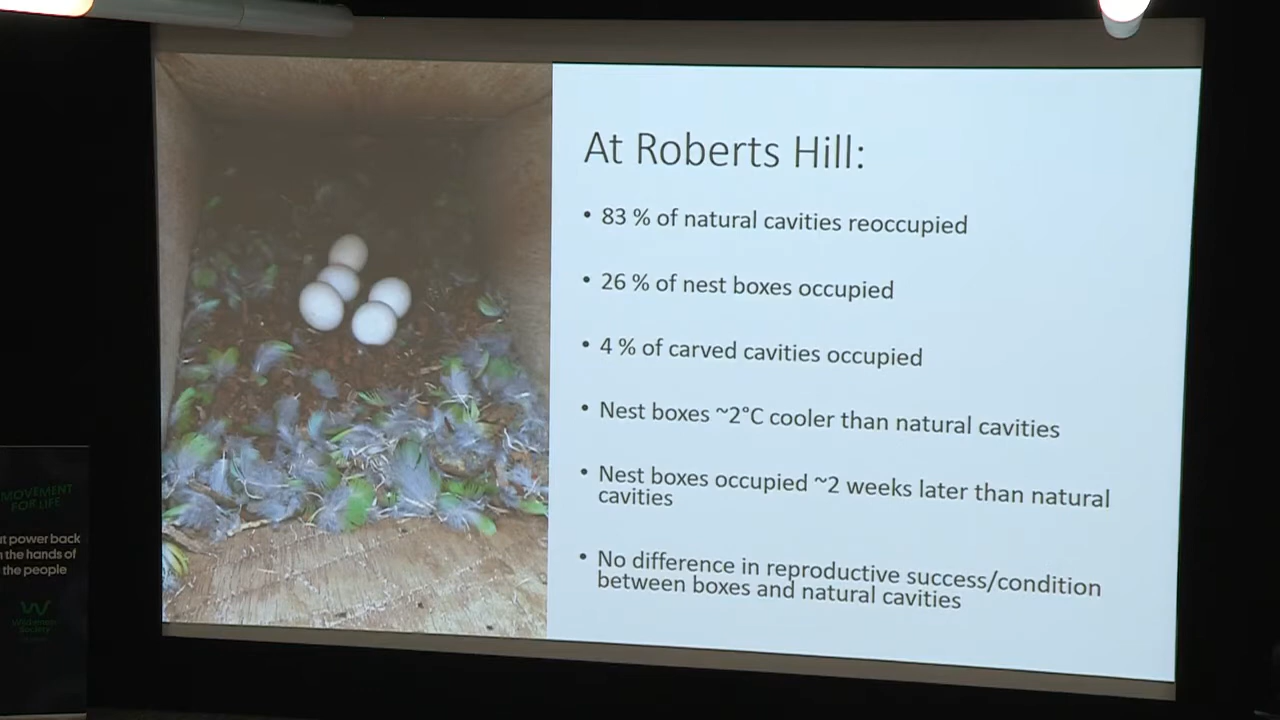 At Roberts Hill:
• 83 % of natural cavities reoccupied
• 26 % of nest boxes occupied
• 4 % of carved cavities occupied
• Nest boxes ~2°C cooler than natural cavities
• Nest boxes occupied ~2 weeks later than natural
cavities
• No difference in reproductive success/condition
between boxes and natural cavities
MOVEMENT
FOR LIFE
power back
the hands of
the people
Wilderness
Society